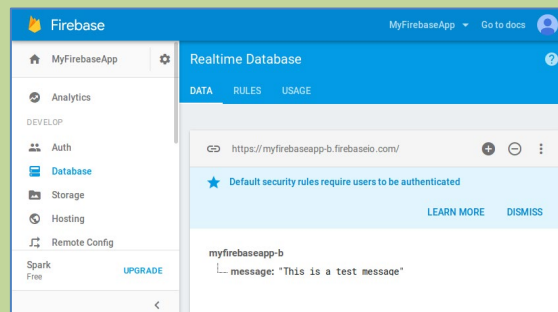 Firebase
MyFirebaseApp Go to docs
MyFirebaseApp
Analytics
DEVELOP
Auth
Database
Storage
Hosting
Remote Config
Spark
Free
UPGRADE
Realtime Database
DATA RULES USAGE
https://myfirebaseapp-b.firebaseio.com/
Default security rules require users to be authenticated
LEARN MORE DISMISS
myfirebaseapp-b
message: "This is a test message"